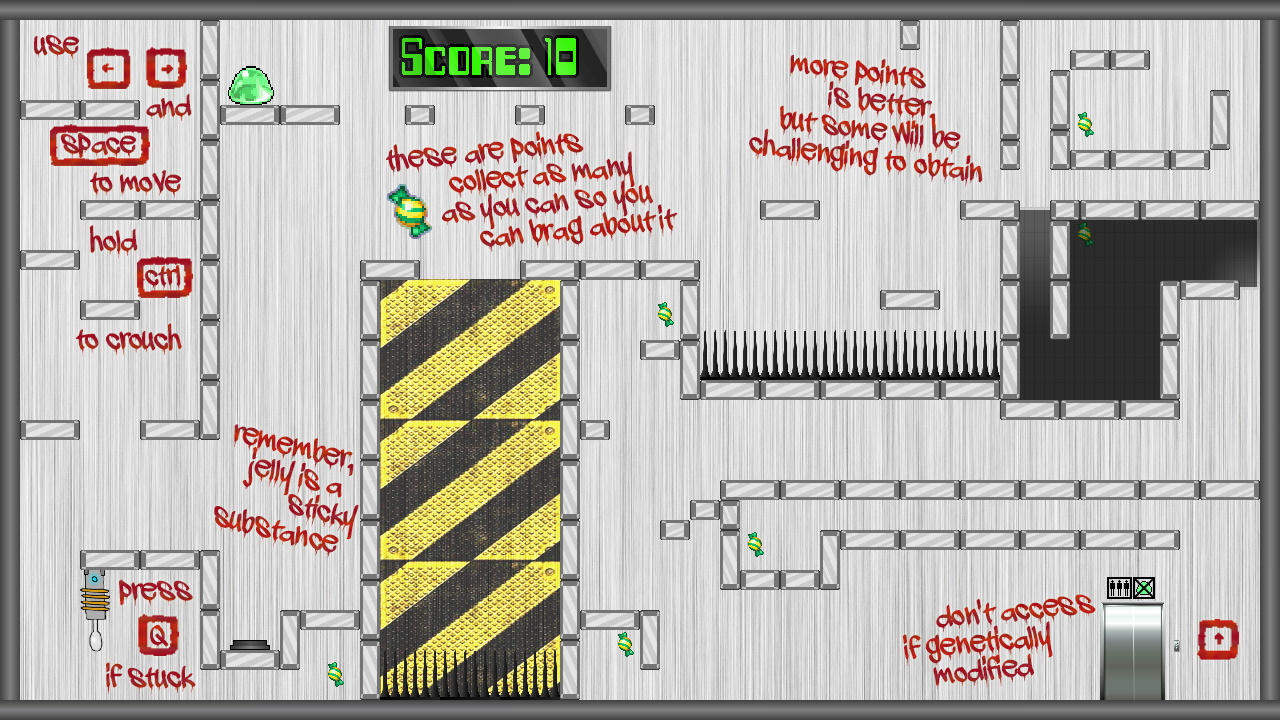 use ← →
and
space
to move
hold
ctrl
to crouch
Score: 10
these are points
collect as many
as you can so you
can brag about it
more points
is better
but some will be
challenging to obtain
remember,
jelly is a
sticky
substance
press
Q
if stuck
don't access
if genetically
modified
↑